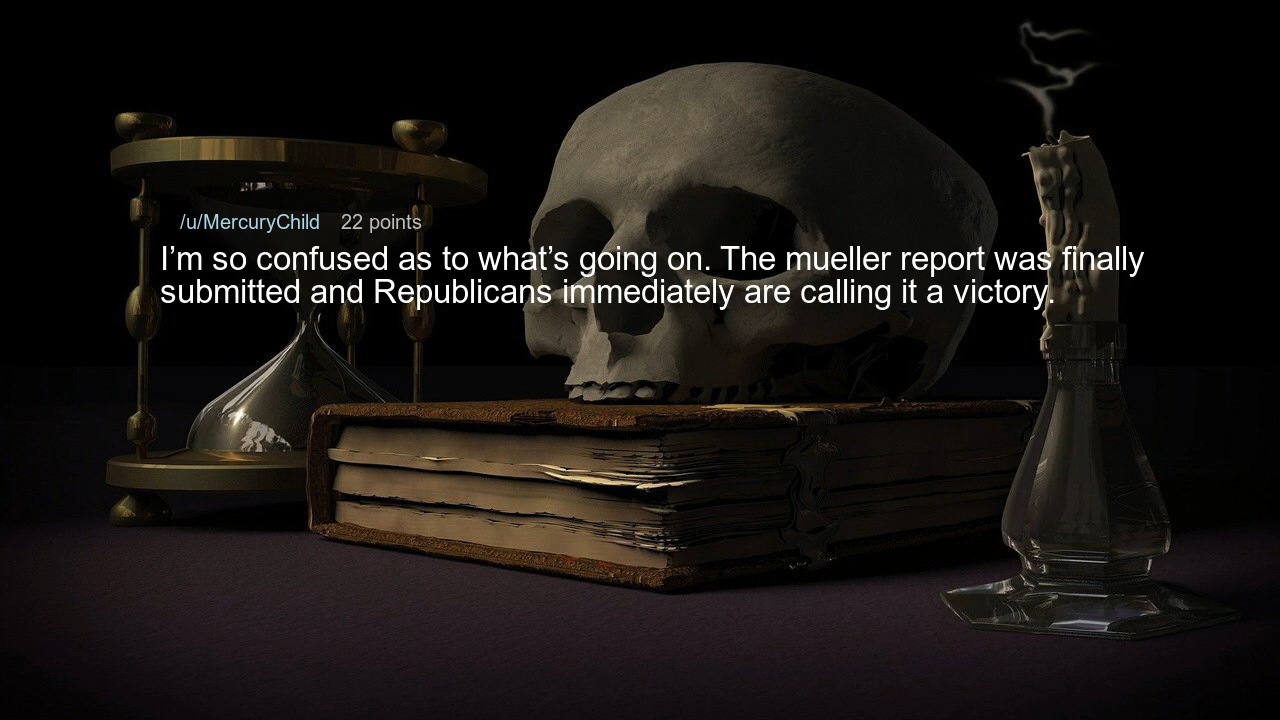 /u/MercuryChild 22 points
I’m so confused as to what’s going on. The mueller report was finally
submitted and Republicans immediately are calling it a victory.